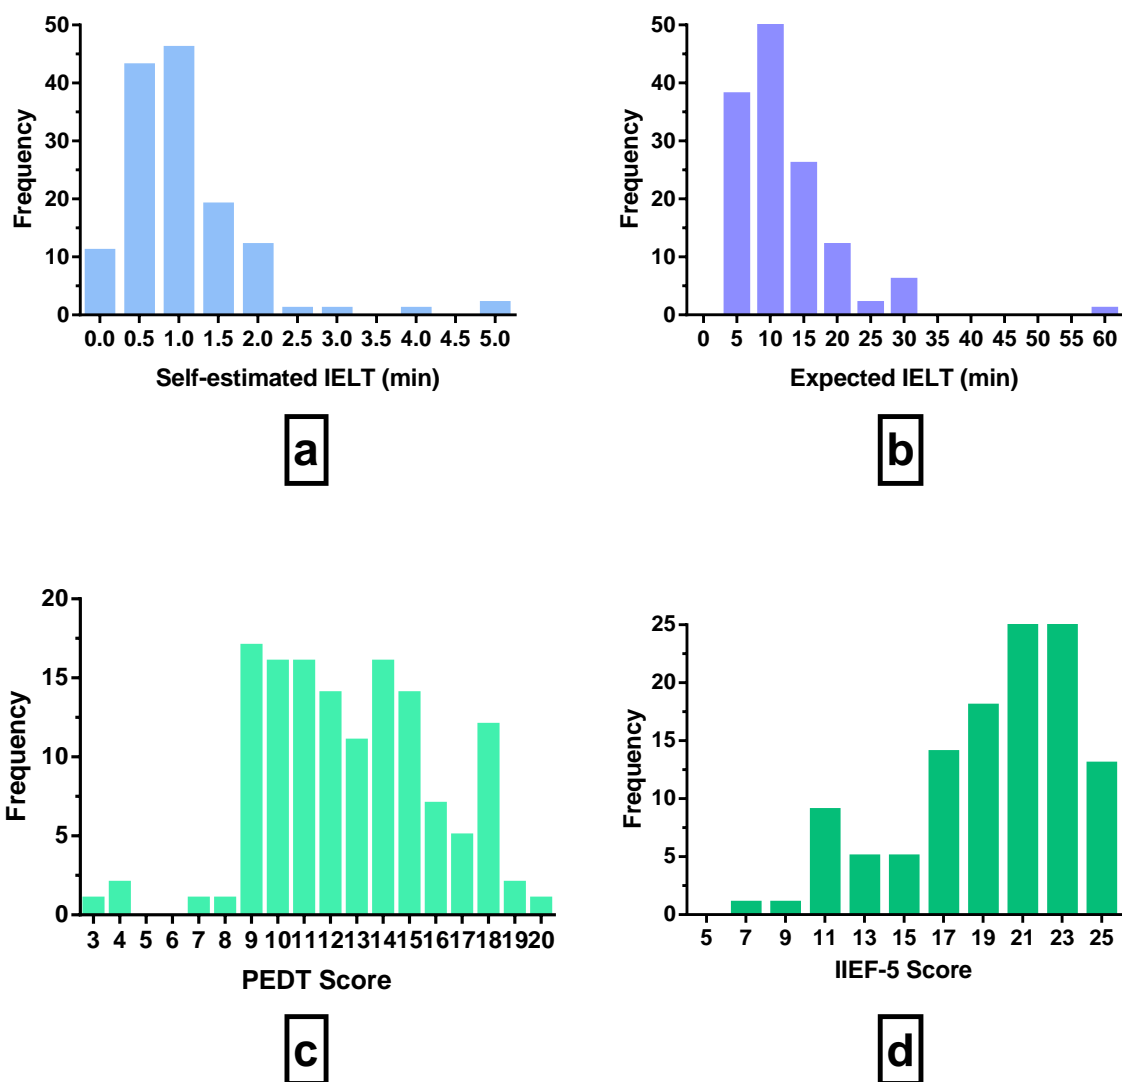 50
40
30
20
10
0
Frequency
0.0 0.5 1.0 1.5 2.0 2.5 3.0 3.5 4.0 4.5 5.0
Self-estimated IELT (min)
a
50
40
30
20
10
0
Frequency
0 5 10 15 20 25 30 35 40 45 50 55 60
Expected IELT (min)
b
20
15
10
5
0
Frequency
3 4 5 6 7 8 9 10 11 12 13 14 15 16 17 18 19 20
PEDT Score
c
25
20
15
10
5
0
Frequency
5 7 9 11 13 15 17 19 21 23 25
IIEF-5 Score
d